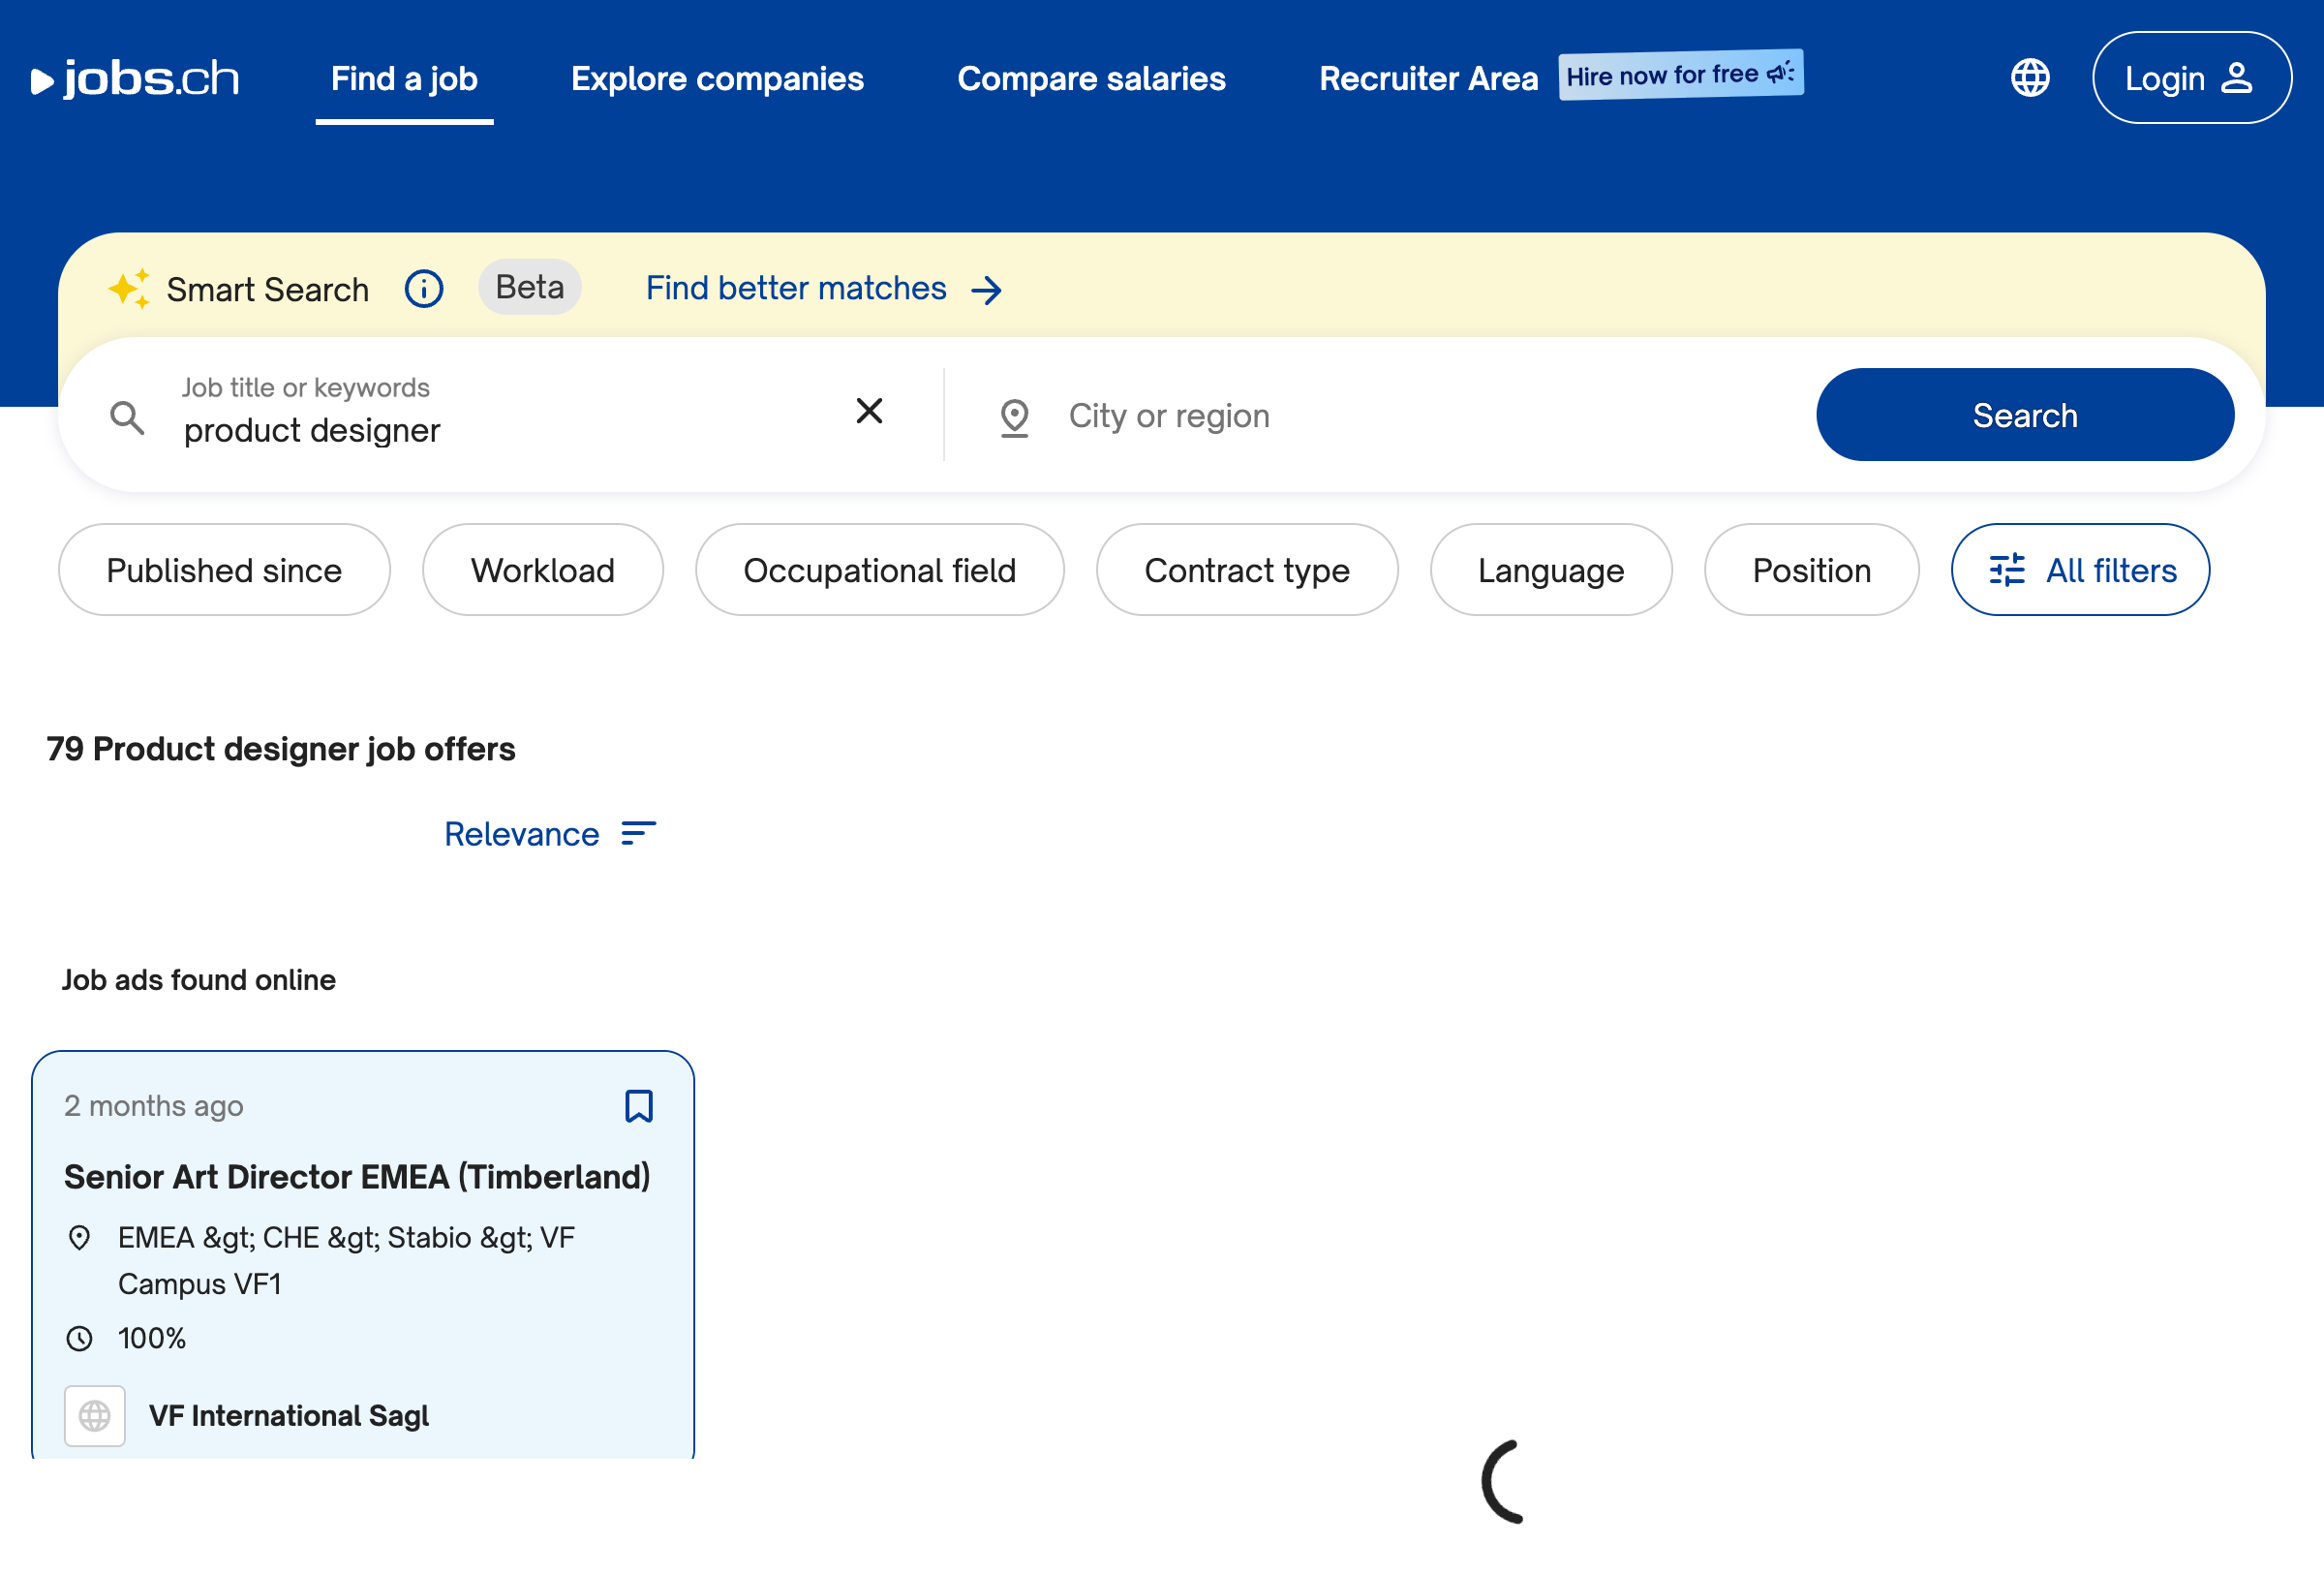 jobs.ch
Find a job
Explore companies
Compare salaries
Recruiter Area
Hire now for free
Login
Smart Search
Beta
Find better matches
Job title or keywords
product designer
City or region
Search
Published since
Workload
Occupational field
Contract type
Language
Position
All filters
79 Product designer job offers
Relevance
Job ads found online
2 months ago
Senior Art Director EMEA (Timberland)
EMEA &gt; CHE &gt; Stabio &gt; VF
Campus VF1
100%
VF International Sagl